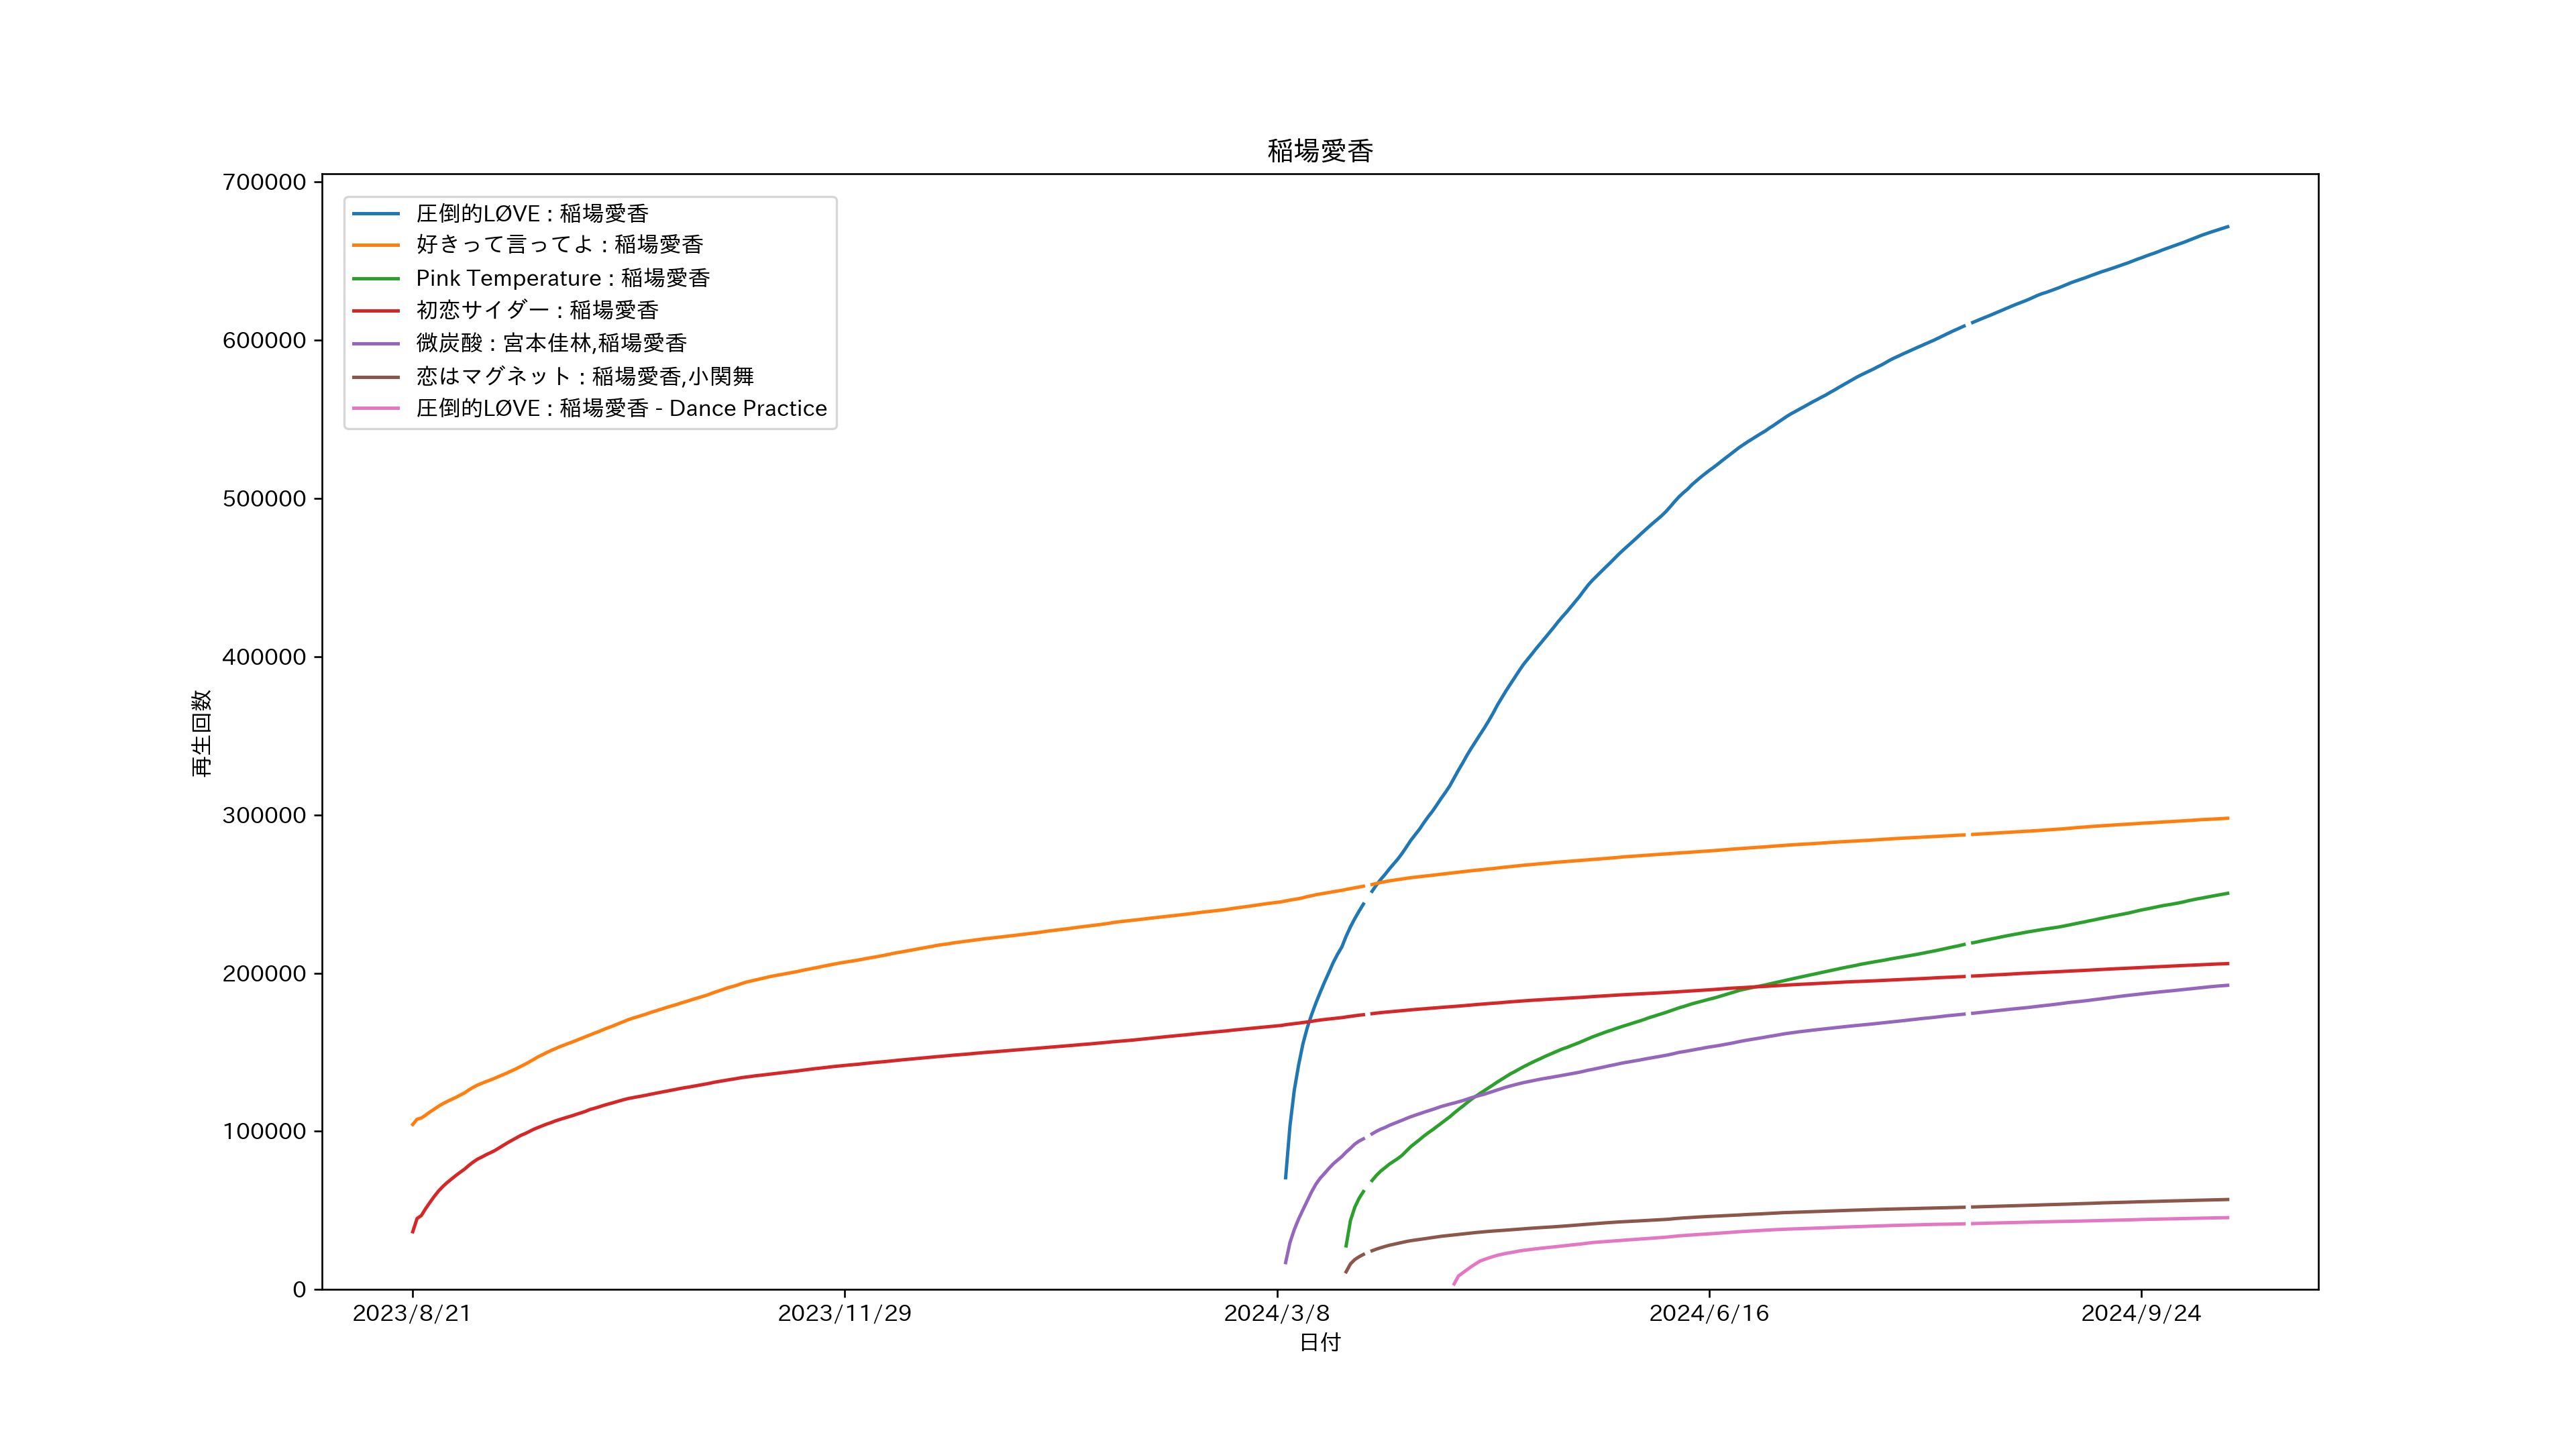 稲場愛香
700000
600000
500000
400000
300000
200000
100000
0
再生回数
圧倒的LØVE : 稲場愛香
好きって言ってよ : 稲場愛香
Pink Temperature : 稲場愛香
初恋サイダー : 稲場愛香
微炭酸 : 宮本佳林,稲場愛香
恋はマグネット : 稲場愛香,小関舞
圧倒的LØVE : 稲場愛香 - Dance Practice
2023/8/21
2023/11/29
2024/3/8
2024/6/16
2024/9/24
日付